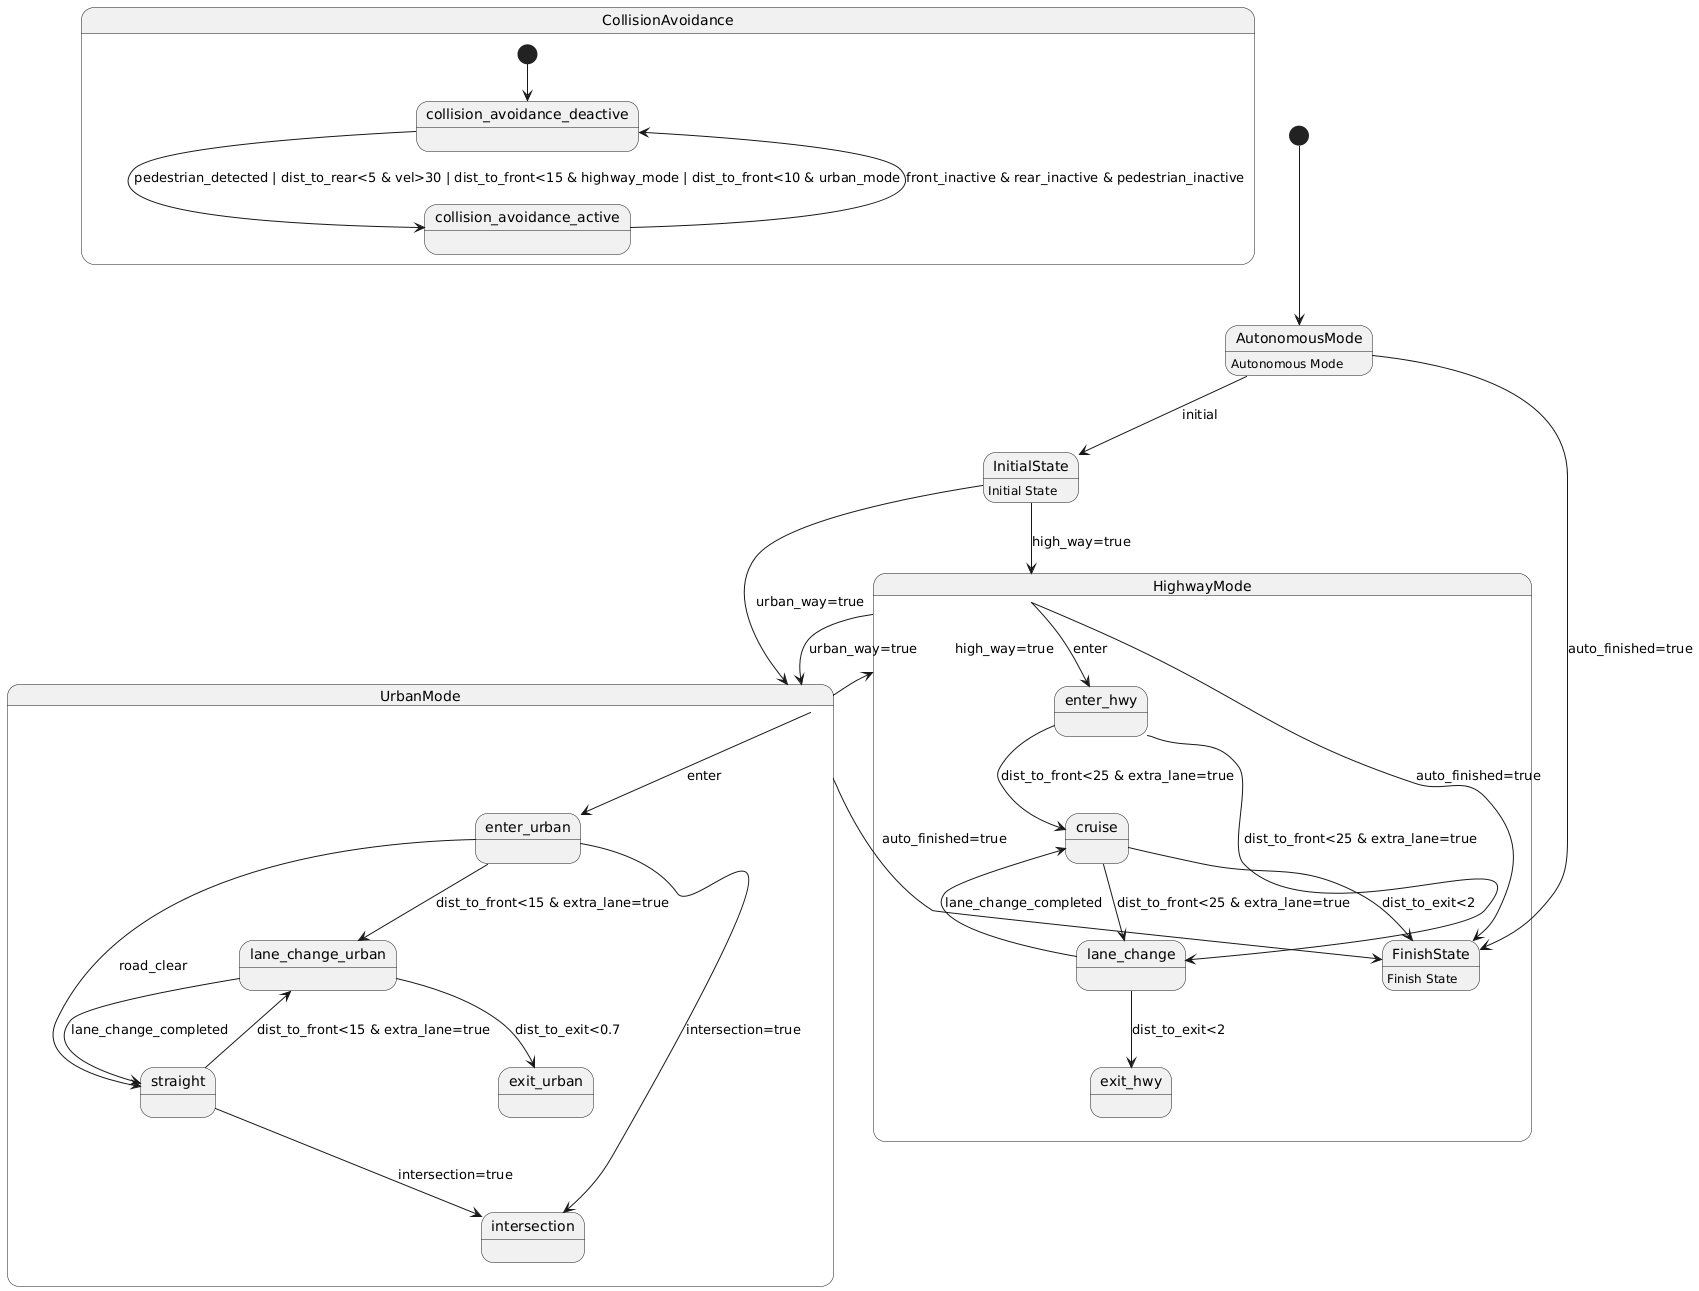 CollisionAvoidance
collision_avoidance_deactive
pedestrian_detected | dist_to_rear<5 & vel>30 | dist_to_front<15 & highway_mode | dist_to_front<10 & urban_mode
front_inactive & rear_inactive & pedestrian_inactive
collision_avoidance_active
AutonomousMode
Autonomous Mode
initial
InitialState
Initial State
high_way=true
HighwayMode
urban_way=true
urban_way=true
high_way=true
enter
auto_finished=true
UrbanMode
enter_hwy
enter
dist_to_front<25 & extra_lane=true
auto_finished=true
enter_urban
cruise
auto_finished=true
dist_to_front<25 & extra_lane=true
dist_to_front<15 & extra_lane=true
lane_change_completed
dist_to_front<25 & extra_lane=true
dist_to_exit<2
lane_change_urban
lane_change
FinishState
Finish State
road_clear
lane_change_completed
dist_to_front<15 & extra_lane=true
dist_to_exit<0.7
intersection=true
dist_to_exit<2
straight
exit_urban
exit_hwy
intersection=true
intersection